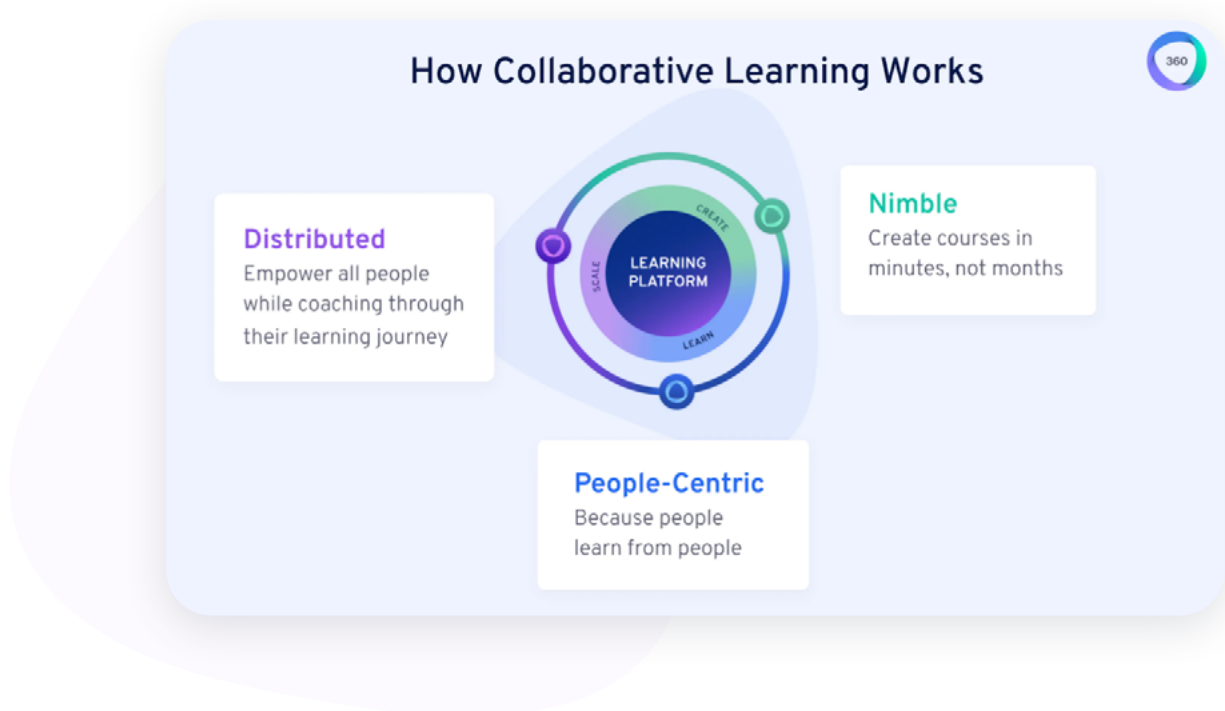 How Collaborative Learning Works
360
Distributed
Empower all people
while coaching through
their learning journey
CREATE
SCALE
LEARNING
PLATFORM
LEARN
Nimble
Create courses in
minutes, not months
People-Centric
Because people
learn from people